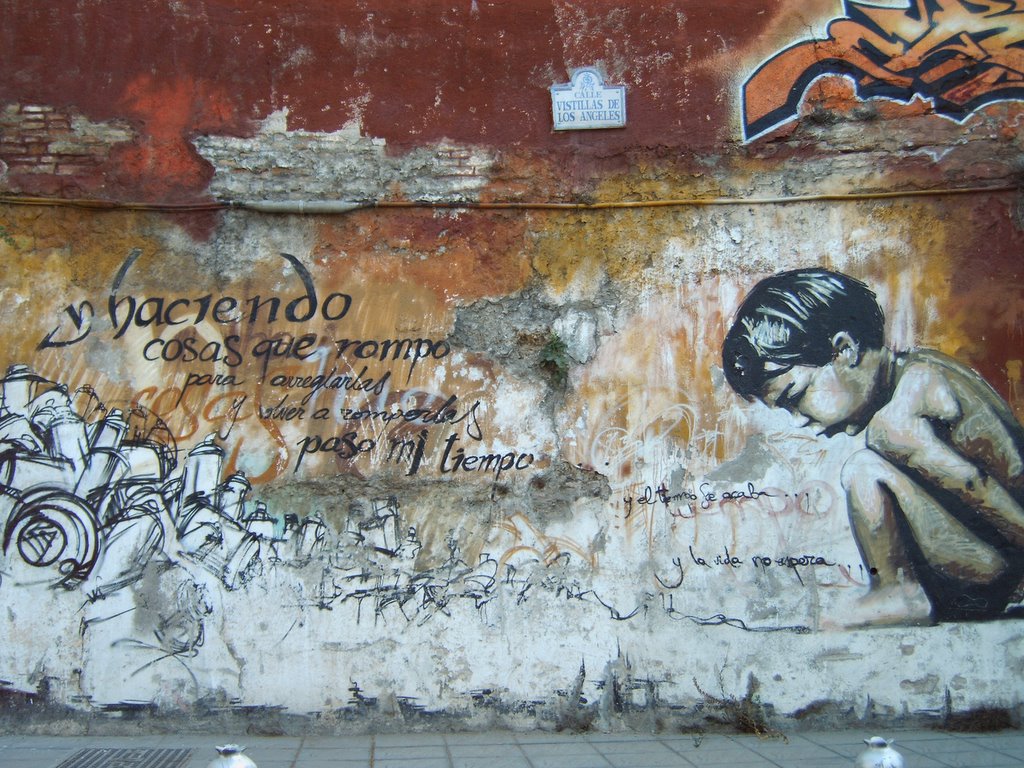 CALLE
VISTILLAS DE
LOS ANGELES
y haciendo
cosas que rompo
para arreglarlas
y volver a romperlas
paso mi tiempo
y el tiempo se acaba...
y la vida no espera...